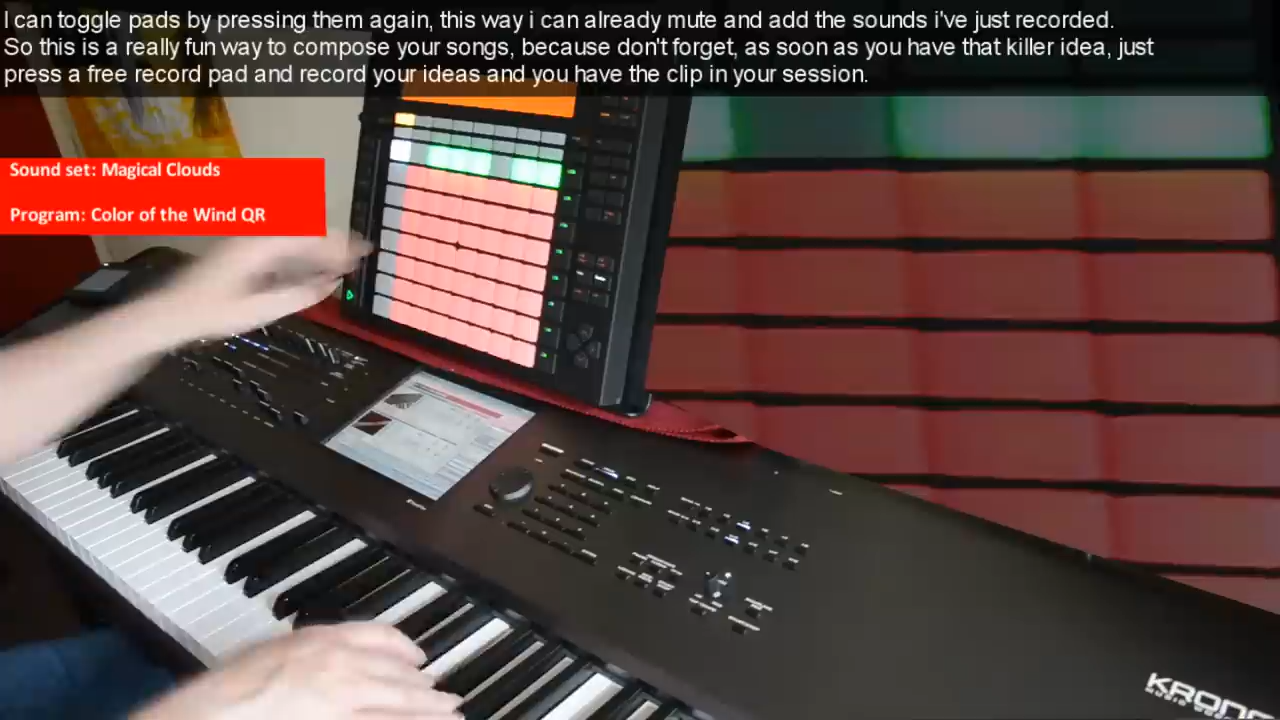 I can toggle pads by pressing them again, this way i can already mute and add the sounds i've just recorded.
So this is a really fun way to compose your songs, because don't forget, as soon as you have that killer idea, just
press a free record pad and record your ideas and you have the clip in your session.
Sound set: Magical Clouds
Program: Color of the Wind QR